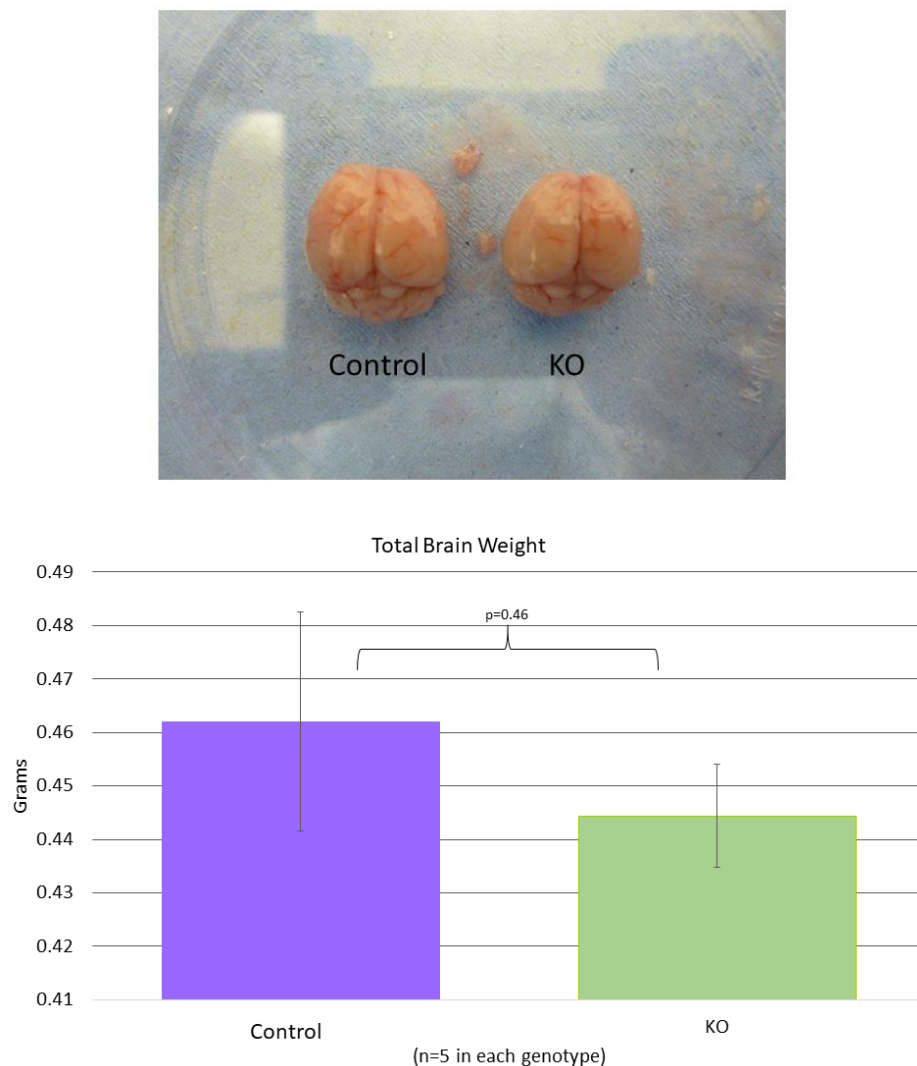 Control KO
Total Brain Weight
0.49
0.48
0.47
0.46
0.45
0.44
0.43
0.42
0.41
Grams
p=0.46
Control KO
(n=5 in each genotype)